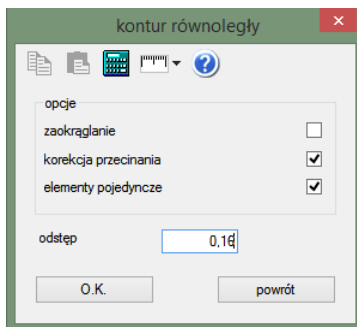 kontur równoległy
opcje
zaokrąglanie
korekcja przecinania
elementy pojedyncze
odstęp 0,16
O.K. powrót